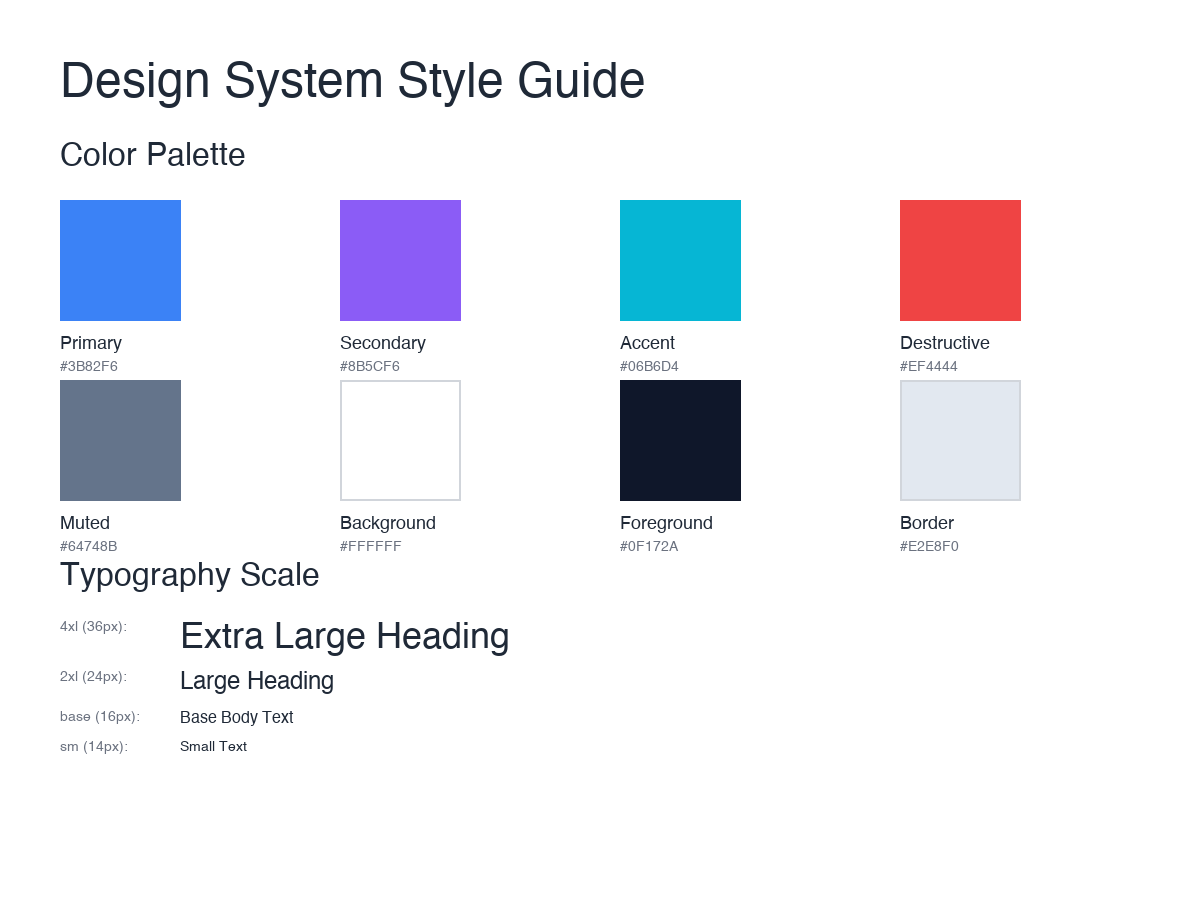 Design System Style Guide
Color Palette
Primary
#3B82F6
Secondary
#8B5CF6
Accent
#06B6D4
Destructive
#EF4444
Muted
#64748B
Background
#FFFFFF
Foreground
#0F172A
Border
#E2E8F0
Typography Scale
4xl (36px): Extra Large Heading
2xl (24px): Large Heading
base (16px): Base Body Text
sm (14px): Small Text